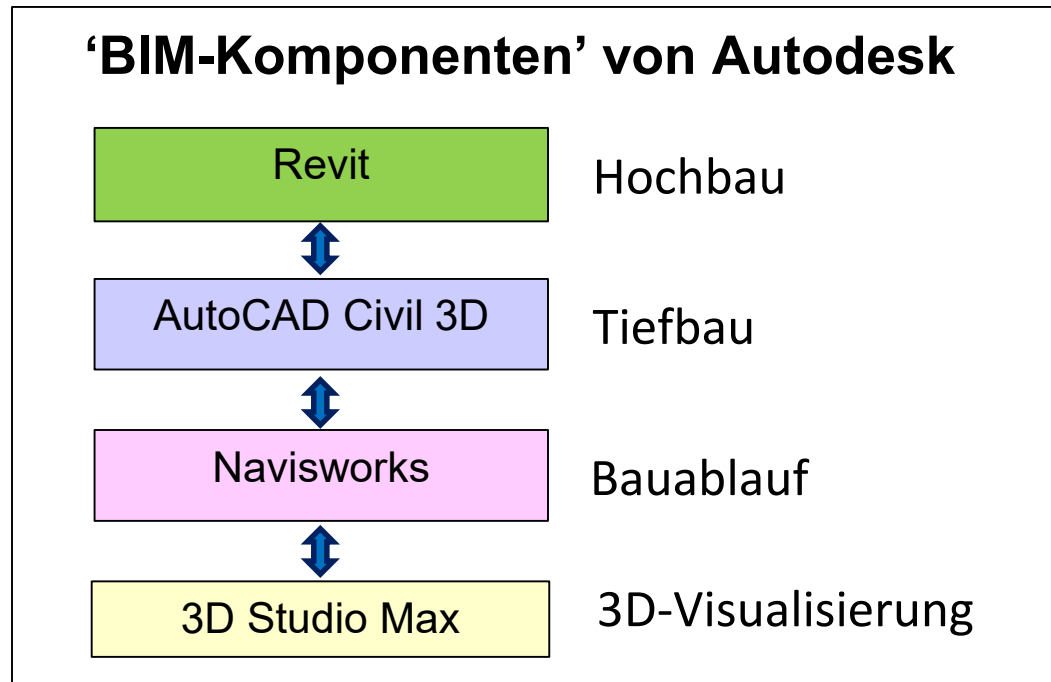 ‘BIM-Komponenten’ von Autodesk
Revit
Hochbau
AutoCAD Civil 3D
Tiefbau
Navisworks
Bauablauf
3D Studio Max
3D-Visualisierung